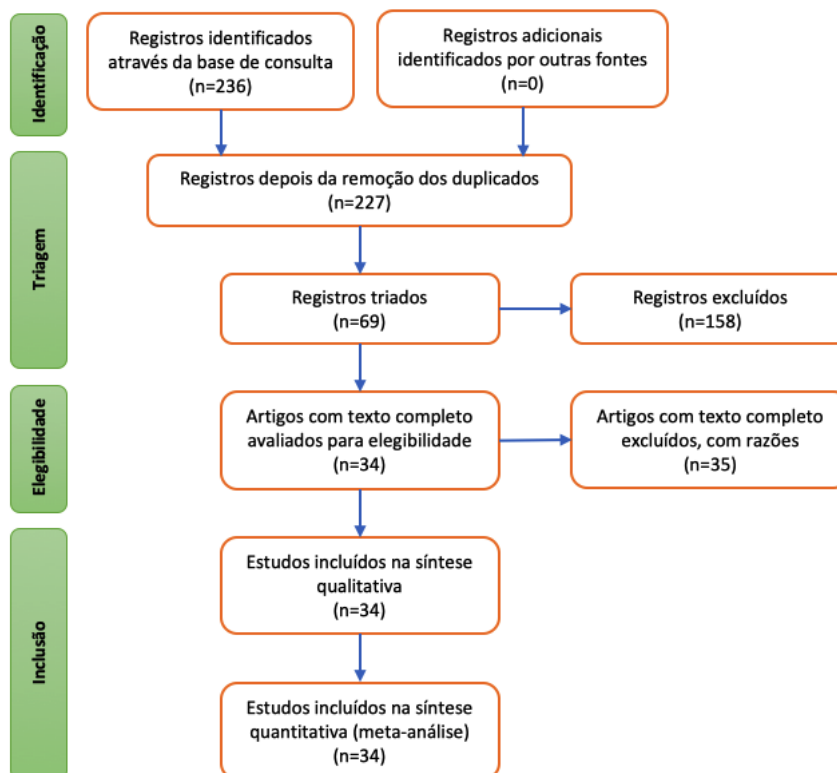 Identificação
Registros identificados
através da base de consulta
(n=236)
Registros adicionais
identificados por outras fontes
(n=0)
Triagem
Registros depois da remoção dos duplicados
(n=227)
Registros triados
(n=69)
Registros excluídos
(n=158)
Elegibilidade
Artigos com texto completo
avaliados para elegibilidade
(n=34)
Artigos com texto completo
excluídos, com razões
(n=35)
Inclusão
Estudos incluídos na síntese
qualitativa
(n=34)
Estudos incluídos na síntese
quantitativa (meta-análise)
(n=34)